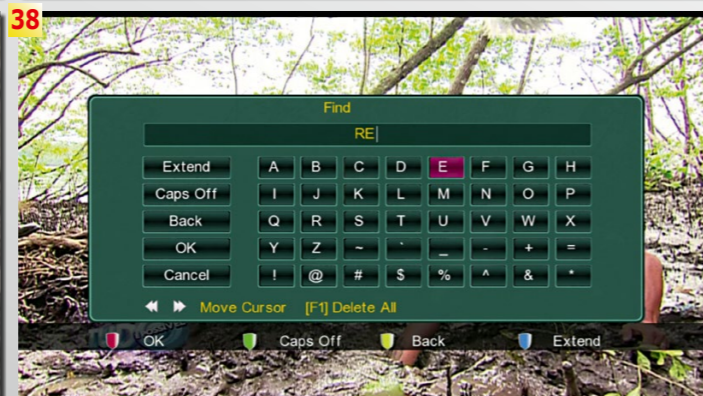 38
Find
RE
Extend A B C D E F G H
Caps Off I J K L M N O P
Back Q R S T U V W X
OK Y Z ~ ` _ - + =
Cancel ! @ # $ % ^ & *
Move Cursor [F1] Delete All
OK Caps Off Back Extend